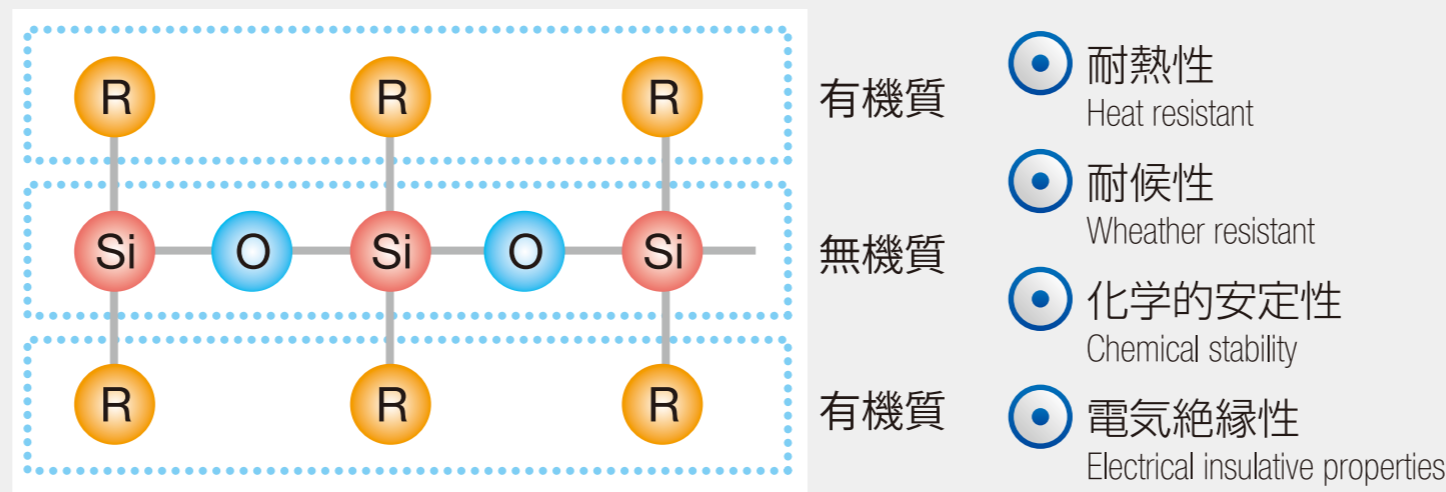 R R R
有機質
Si O Si O Si
無機質
R R R
有機質
耐熱性
Heat resistant
耐候性
Wheather resistant
化学的安定性
Chemical stability
電気絶縁性
Electrical insulative properties